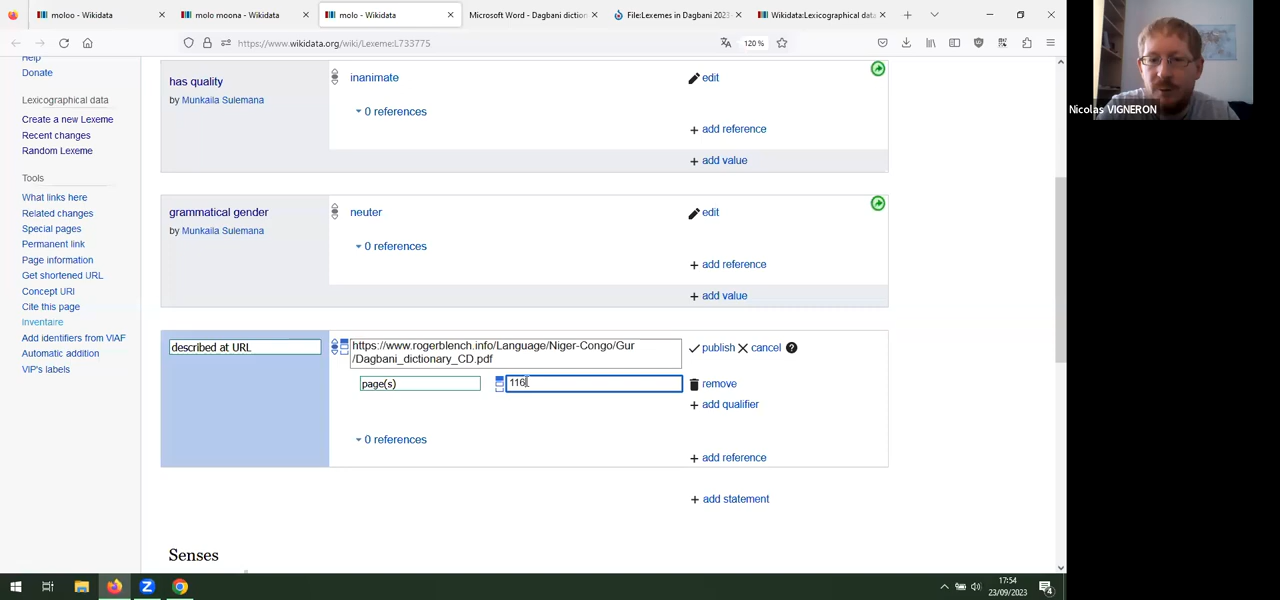 molo - Wikidata
molo moona - Wikidata
molo - Wikidata
Microsoft Word - Dagbani diction
File:Lexemes in Dagbani 2023
Wikidata:Lexicographical data
https://www.wikidata.org/wiki/Lexeme:L733775
120 %
Help
Donate
Lexicographical data
Create a new Lexeme
Recent changes
Random Lexeme
Tools
What links here
Related changes
Special pages
Permanent link
Page information
Get shortened URL
Concept URI
Cite this page
Inventaire
Add identifiers from VIAF
Automatic addition
VIP's labels
has quality
by Munkaila Sulemana
inanimate
edit
0 references
add reference
add value
grammatical gender
by Munkaila Sulemana
neuter
edit
0 references
add reference
add value
described at URL
https://www.rogerblench.info/Language/Niger-Congo/Gur
/Dagbani_dictionary_CD.pdf
publish cancel
page(s)
116
remove
add qualifier
0 references
add reference
add statement
Senses
Nicolas VIGNERON
17:54
23/09/2023
4